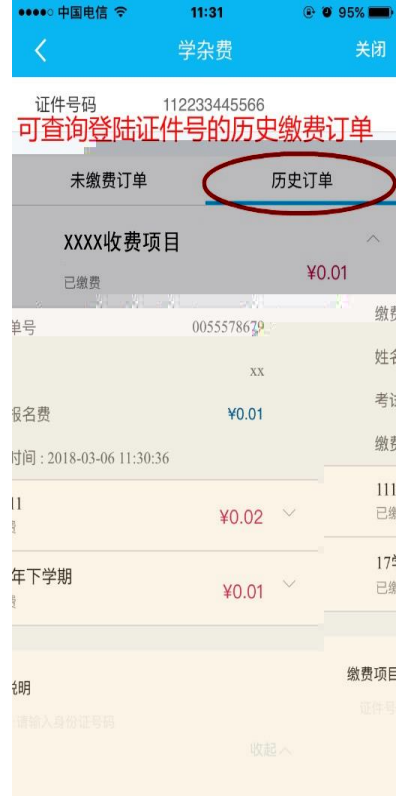 中国电信 11:31 95%
学杂费 关闭
证件号码 112233445566
可查询登陆证件号的历史缴费订单
未缴费订单 历史订单
XXXX收费项目
已缴费 ¥0.01
单号 0055578679 缴费
xx 姓名
报名费 ¥0.01 考试
时间 : 2018-03-06 11:30:36 缴费
11 ¥0.02 111
费 已缴
年下学期 ¥0.01 17年
费 已缴
说明 缴费项目
请输入身份证号码 证件号
收起